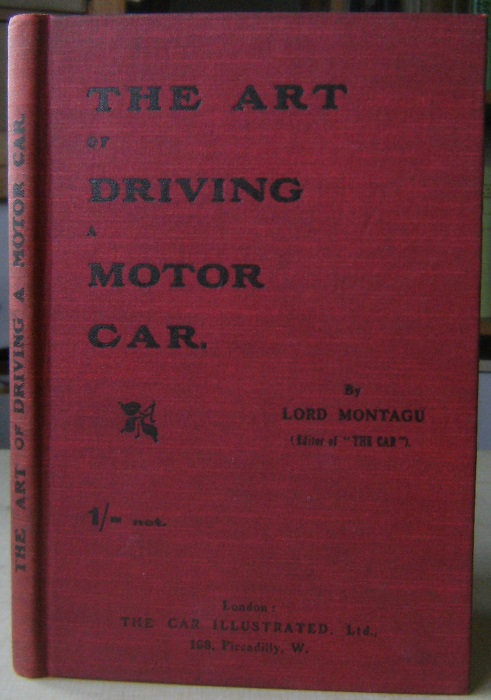 THE ART OF DRIVING A MOTOR CAR.
THE ART
OF
DRIVING
A
MOTOR
CAR.
By
LORD MONTAGU
(Editor of "THE CAR").
1/= net.
London:
THE CAR ILLUSTRATED, Ltd.,
168, Piccadilly, W.